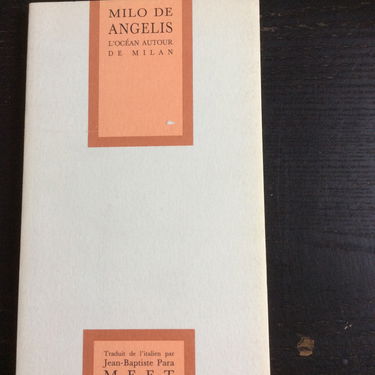 MILO DE
ANGELIS
L'OCÉAN AUTOUR
DE MILAN
Traduit de l'italien par
Jean-Baptiste Para
M E E T